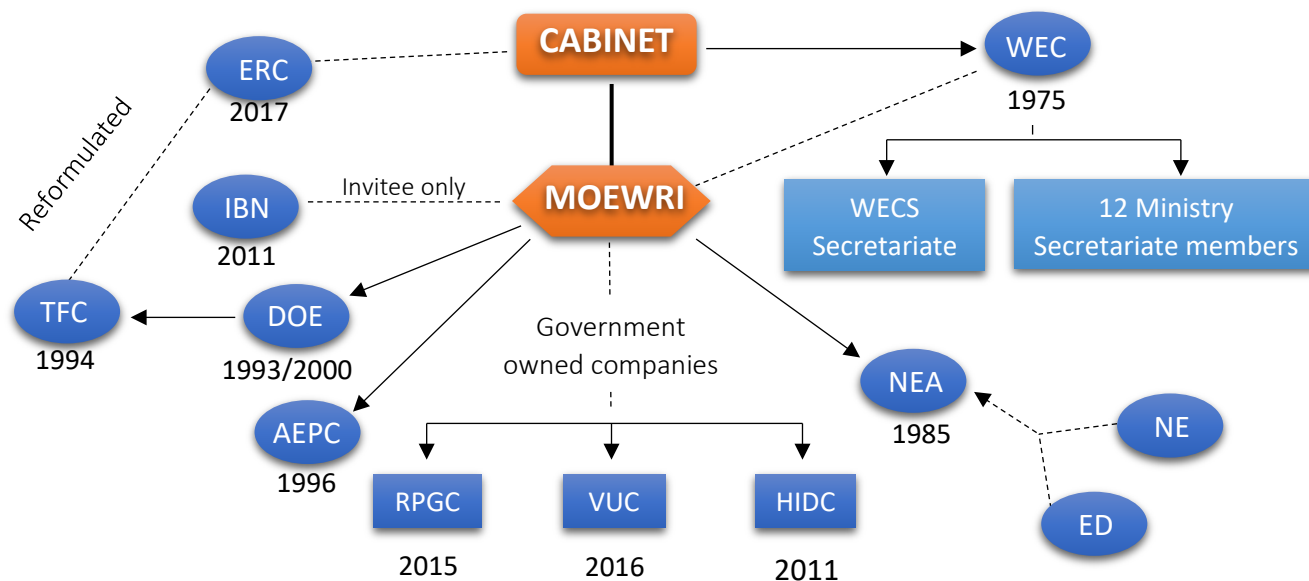 CABINET
WEC
1975
ERC
2017
Reformulated
IBN
2011
Invitee only
MOEWRI
WECS
Secretariate
12 Ministry
Secretariate members
TFC
1994
DOE
1993/2000
Government
owned companies
NEA
1985
AEPC
1996
NE
ED
RPGC
2015
VUC
2016
HIDC
2011